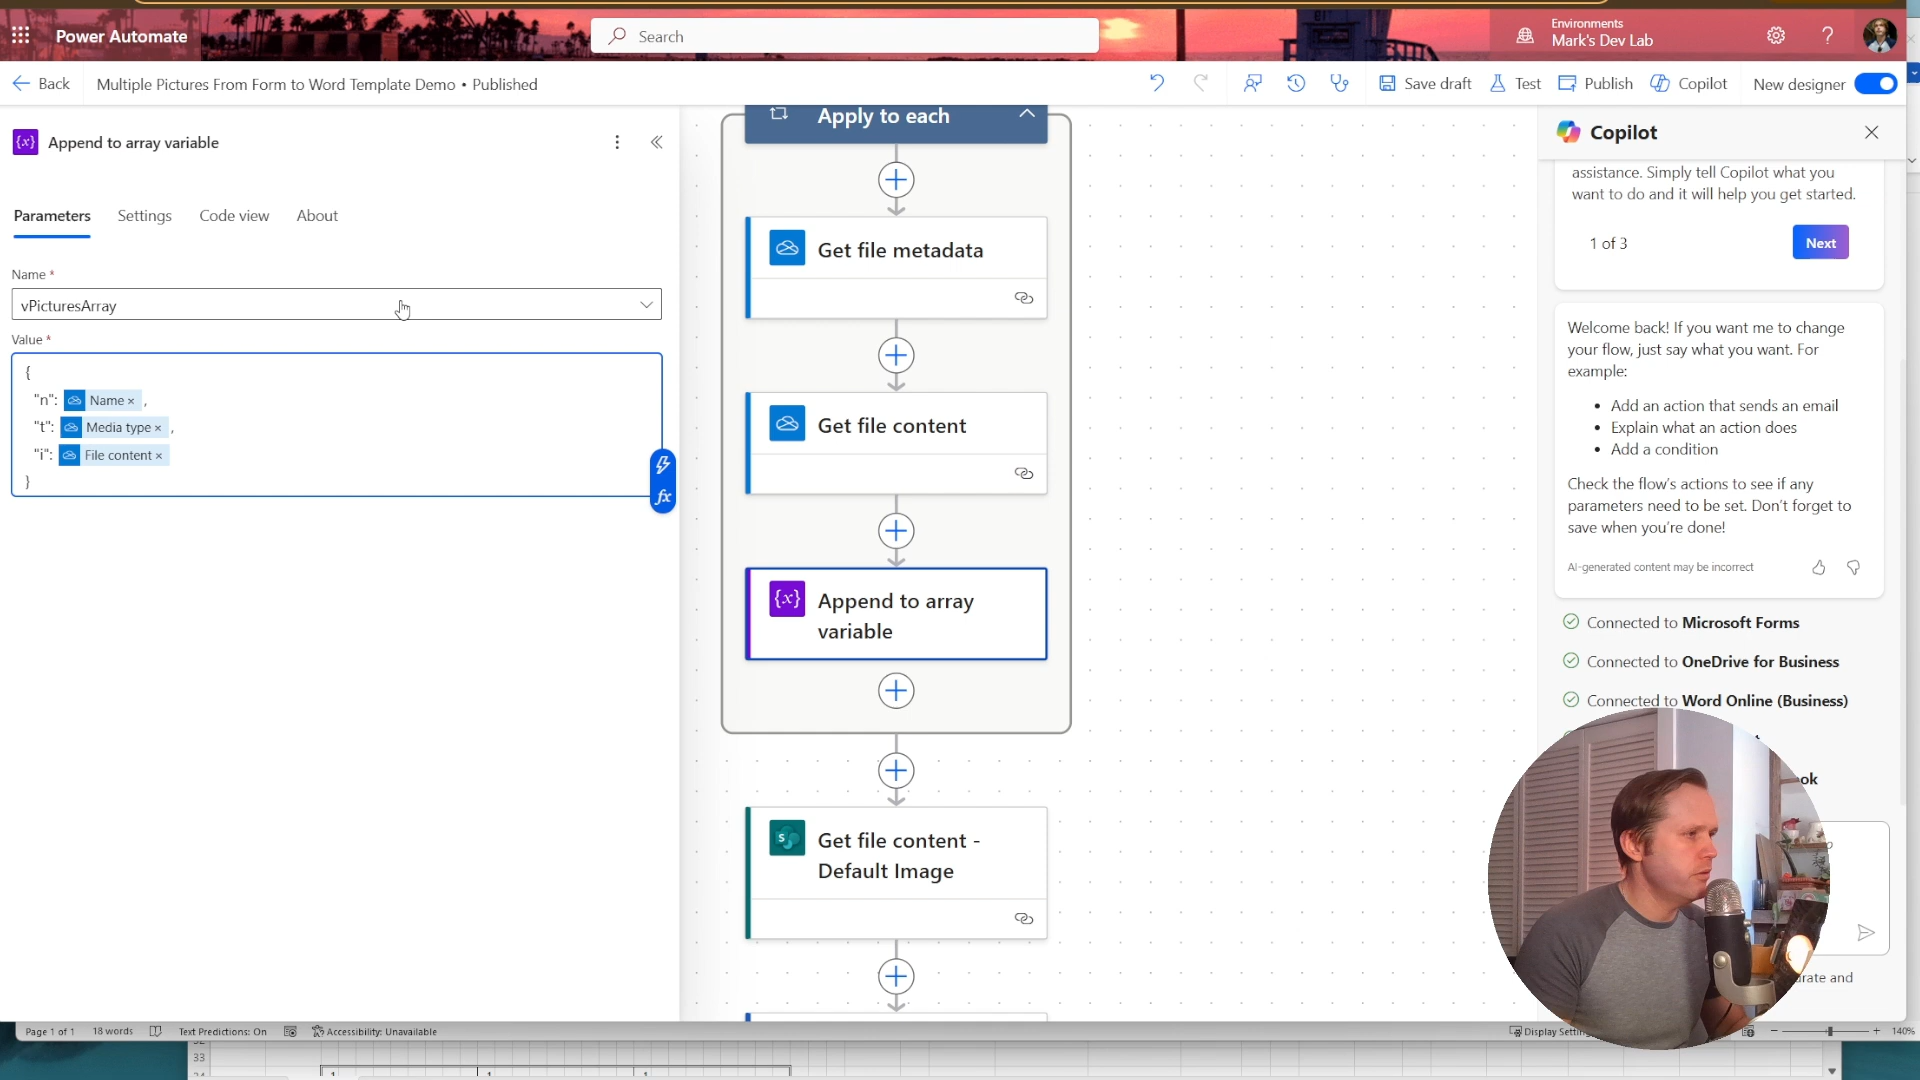 Power Automate
Search
Environments
Mark's Dev Lab
Back
Multiple Pictures From Form to Word Template Demo • Published
Save draft
Test
Publish
Copilot
New designer
{x} Append to array variable
Parameters
Settings
Code view
About
Name *
vPicturesArray
Value *
{
"n": Name × ,
"t": Media type × ,
"i": File content ×
}
fx
Apply to each
Get file metadata
Get file content
{x} Append to array
variable
Get file content -
Default Image
Copilot
assistance. Simply tell Copilot what you
want to do and it will help you get started.
1 of 3
Next
Welcome back! If you want me to change
your flow, just say what you want. For
example:
• Add an action that sends an email
• Explain what an action does
• Add a condition
Check the flow's actions to see if any
parameters need to be set. Don't forget to
save when you're done!
AI-generated content may be incorrect
Connected to Microsoft Forms
Connected to OneDrive for Business
Connected to Word Online (Business)
ok
and
Page 1 of 1
18 words
Text Predictions: On
Accessibility: Unavailable
Display
140%
33